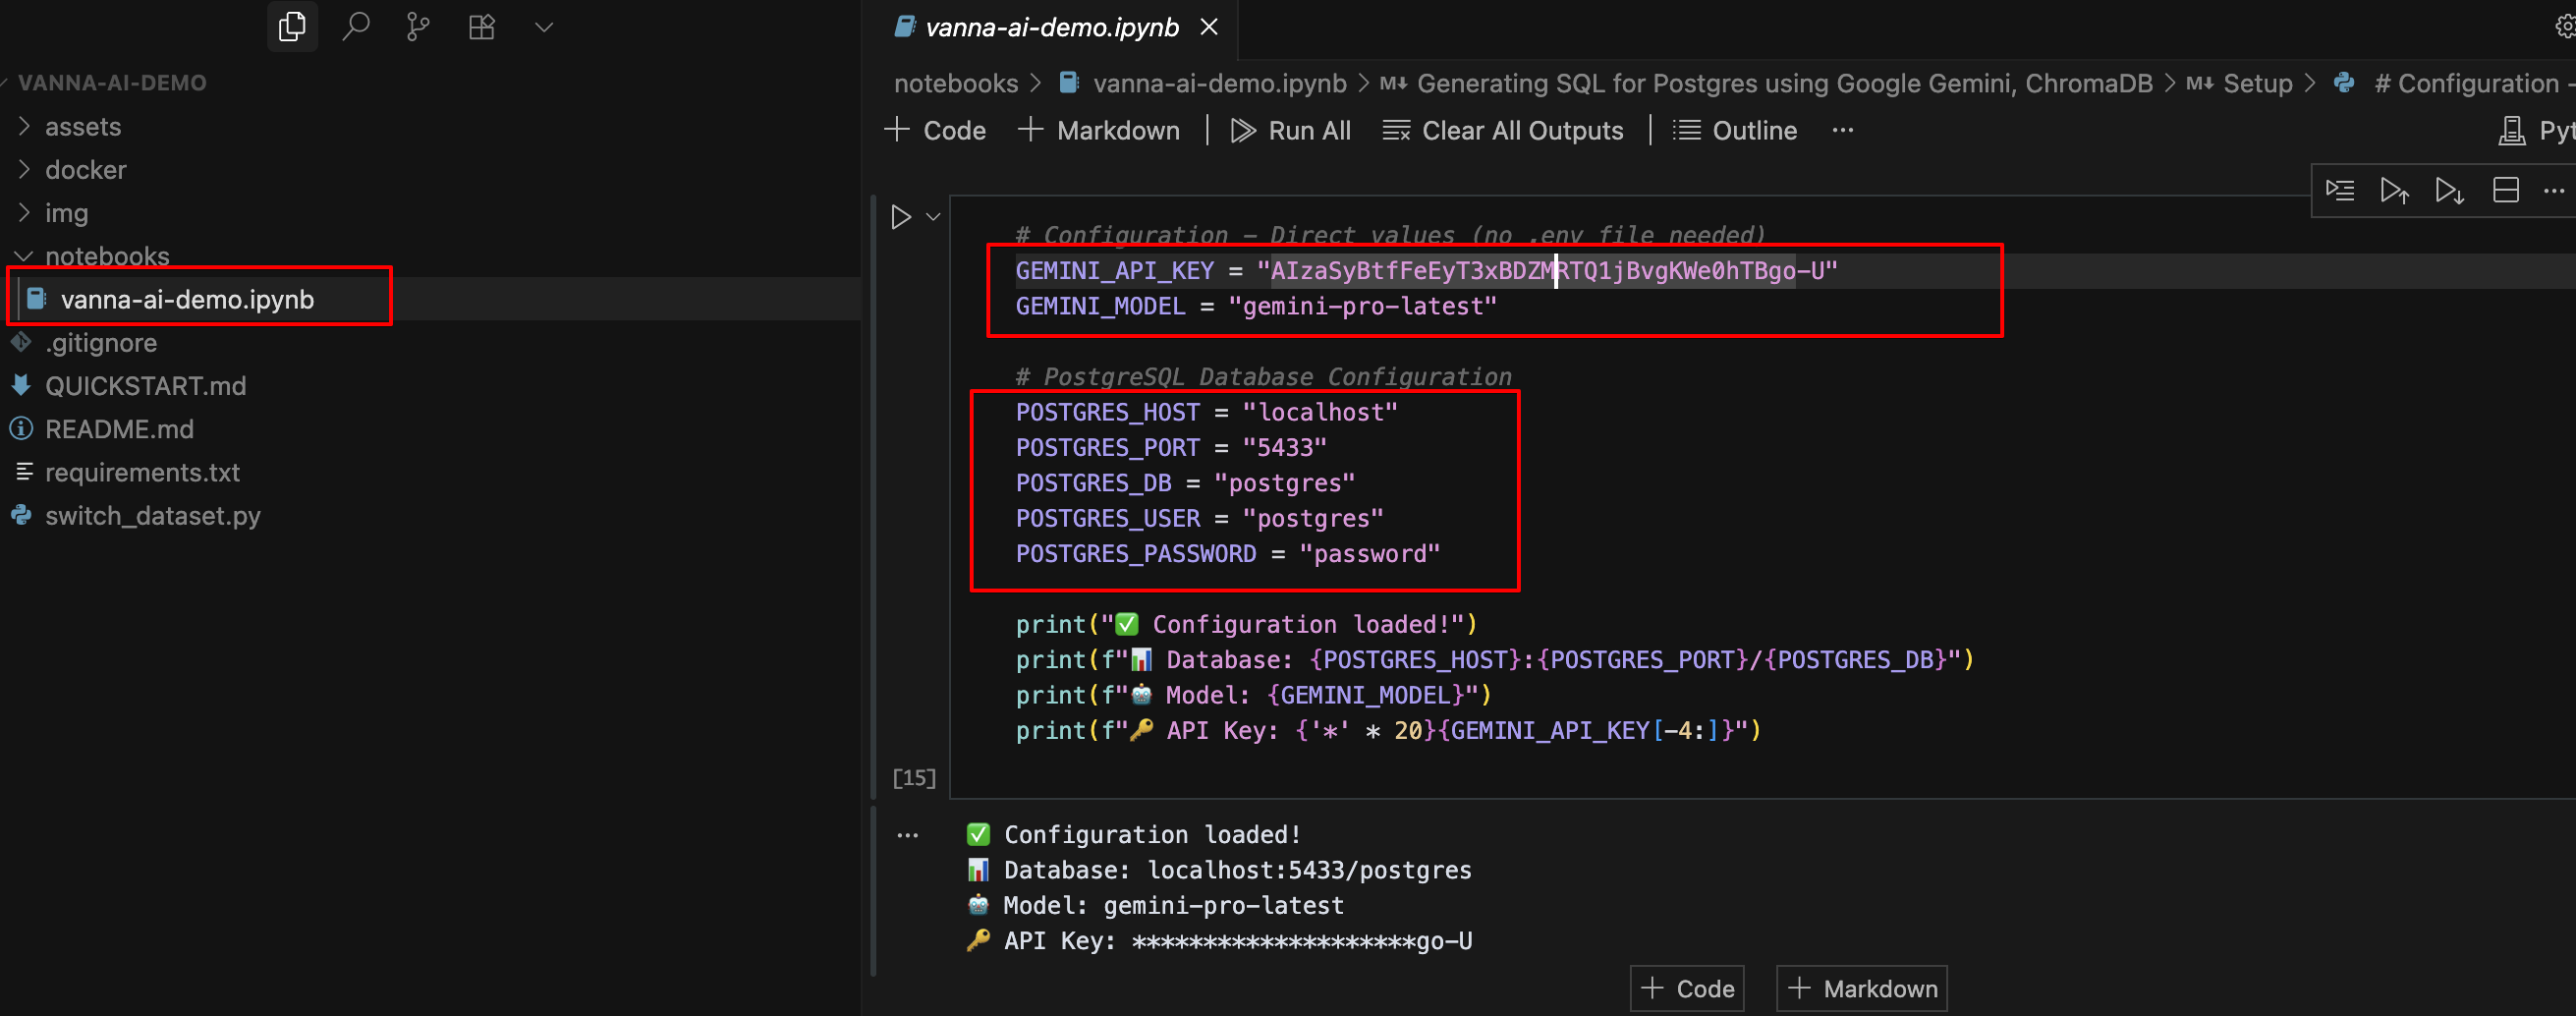 vanna-ai-demo.ipynb
VANNA-AI-DEMO
assets
docker
img
notebooks
vanna-ai-demo.ipynb
.gitignore
QUICKSTART.md
README.md
requirements.txt
switch_dataset.py
notebooks > vanna-ai-demo.ipynb > M↓ Generating SQL for Postgres using Google Gemini, ChromaDB > M↓ Setup > # Configuration -
+ Code + Markdown | Run All Clear All Outputs | Outline ...
Pyt
# Configuration - Direct values (no .env file needed)
GEMINI_API_KEY = "AIzaSyBtfFeEyT3xBDZMRTQ1jBvgKWe0hTBgo-U"
GEMINI_MODEL = "gemini-pro-latest"
# PostgreSQL Database Configuration
POSTGRES_HOST = "localhost"
POSTGRES_PORT = "5433"
POSTGRES_DB = "postgres"
POSTGRES_USER = "postgres"
POSTGRES_PASSWORD = "password"
print("✅ Configuration loaded!")
print(f"📊 Database: {POSTGRES_HOST}:{POSTGRES_PORT}/{POSTGRES_DB}")
print(f"🤖 Model: {GEMINI_MODEL}")
print(f"🔑 API Key: {'*' * 20}{GEMINI_API_KEY[-4:]}")
[15]
✅ Configuration loaded!
📊 Database: localhost:5433/postgres
🤖 Model: gemini-pro-latest
🔑 API Key: ********************go-U
+ Code + Markdown